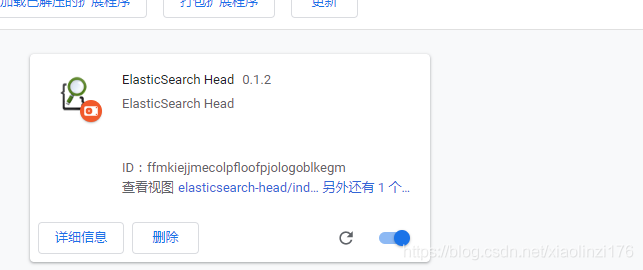 加载已解压的扩展程序 打包扩展程序 更新
ElasticSearch Head 0.1.2
ElasticSearch Head
ID：ffmkiejjmecolpfloofpjologoblkegm
查看视图 elasticsearch-head/ind... 另外还有 1 个...
详细信息 删除
https://blog.csdn.net/xiaolinzi176